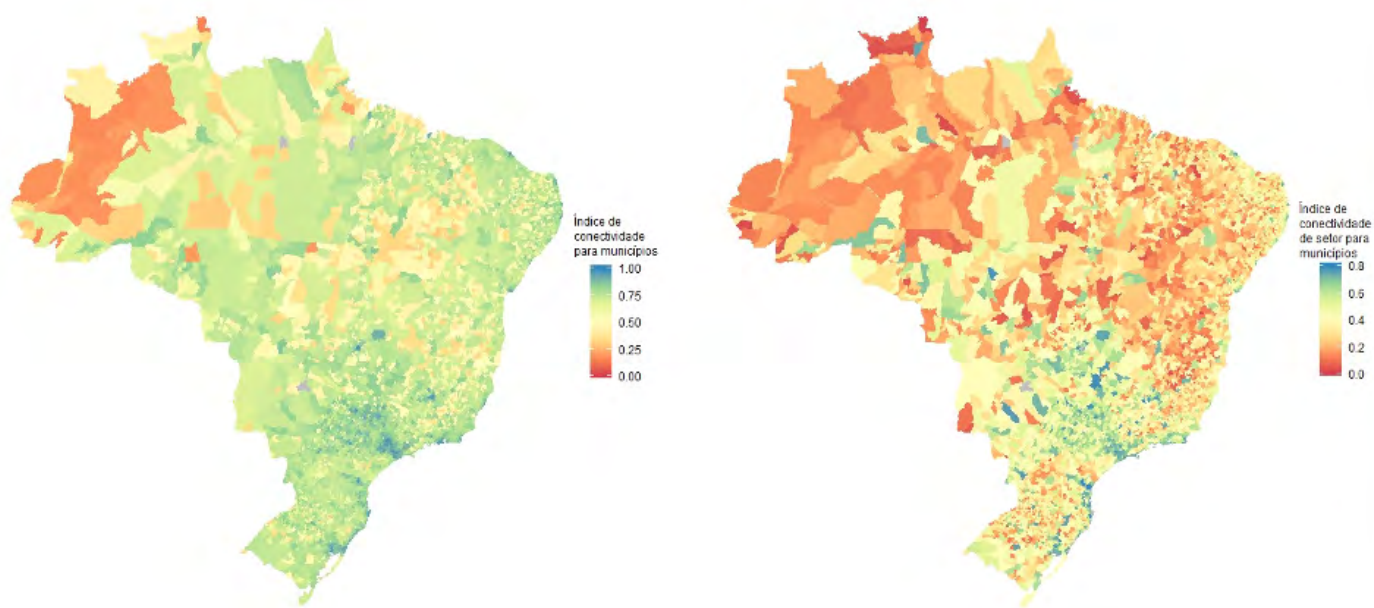 Índice de
conectividade
para municípios
1.00
0.75
0.50
0.25
0.00
Índice de
conectividade
de setor para
municípios
0.8
0.6
0.4
0.2
0.0